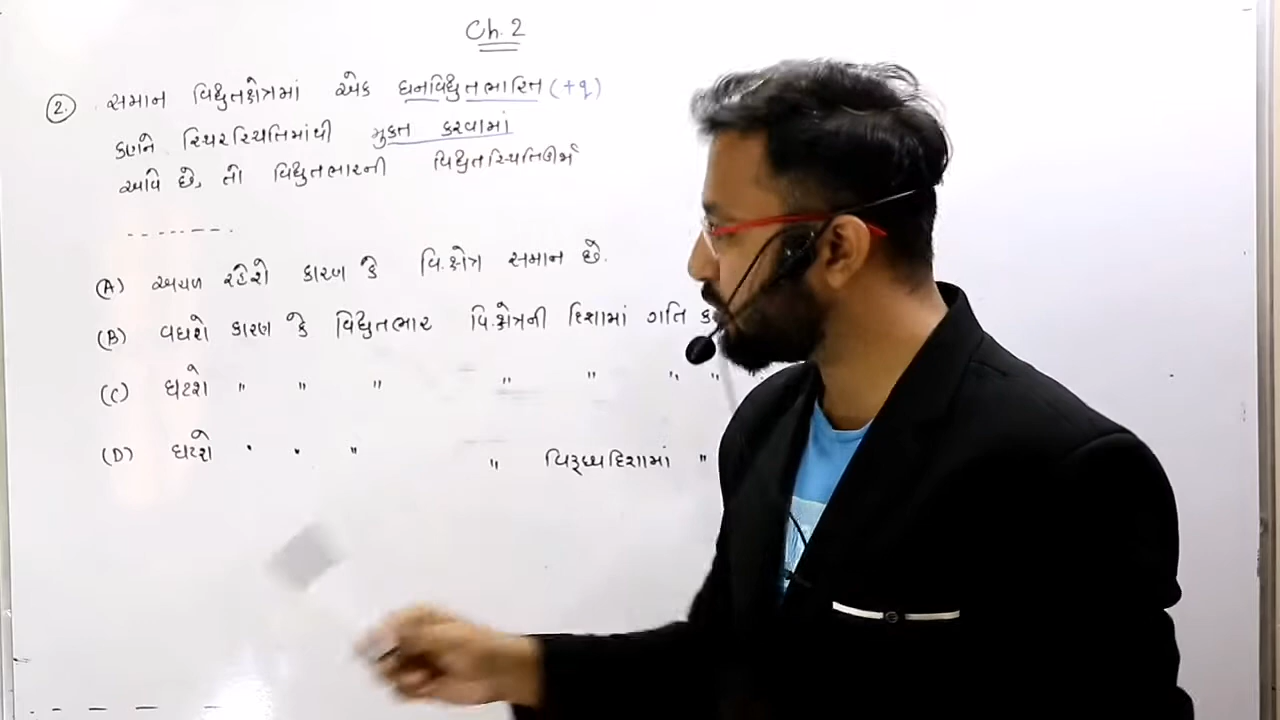 Ch. 2
2. સમાન વિદ્યુતક્ષેત્રમાં એક ધનવિદ્યુતભારિત (+q)
કણને સ્થિરસ્થિતિમાંથી મુક્ત કરવામાં
આવે છે, તો વિદ્યુતભારની વિદ્યુતસ્થિતિઊર્જા
-------.
(A) અચળ રહેશે કારણ કે વિ.ક્ષેત્ર સમાન છે.
(B) વધશે કારણ કે વિદ્યુતભાર વિ.ક્ષેત્રની દિશામાં ગતિ
(C) ઘટશે " " " " " " "
(D) ઘટશે " " " " વિરૂધ્ધદિશામાં "